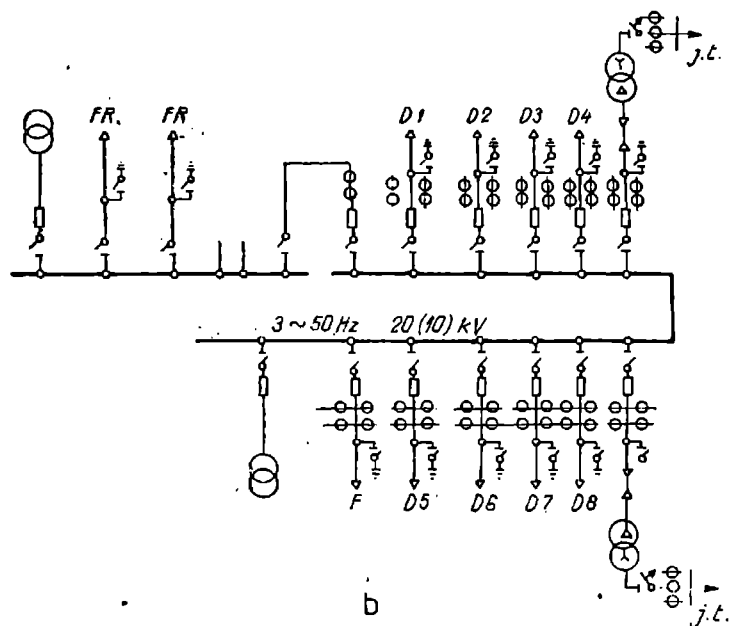 j.t.
FR. FR D1 D2 D3 D4
3 ~ 50 Hz 20 (10) kV
F D5 D6 D7 D8
b
j.t.